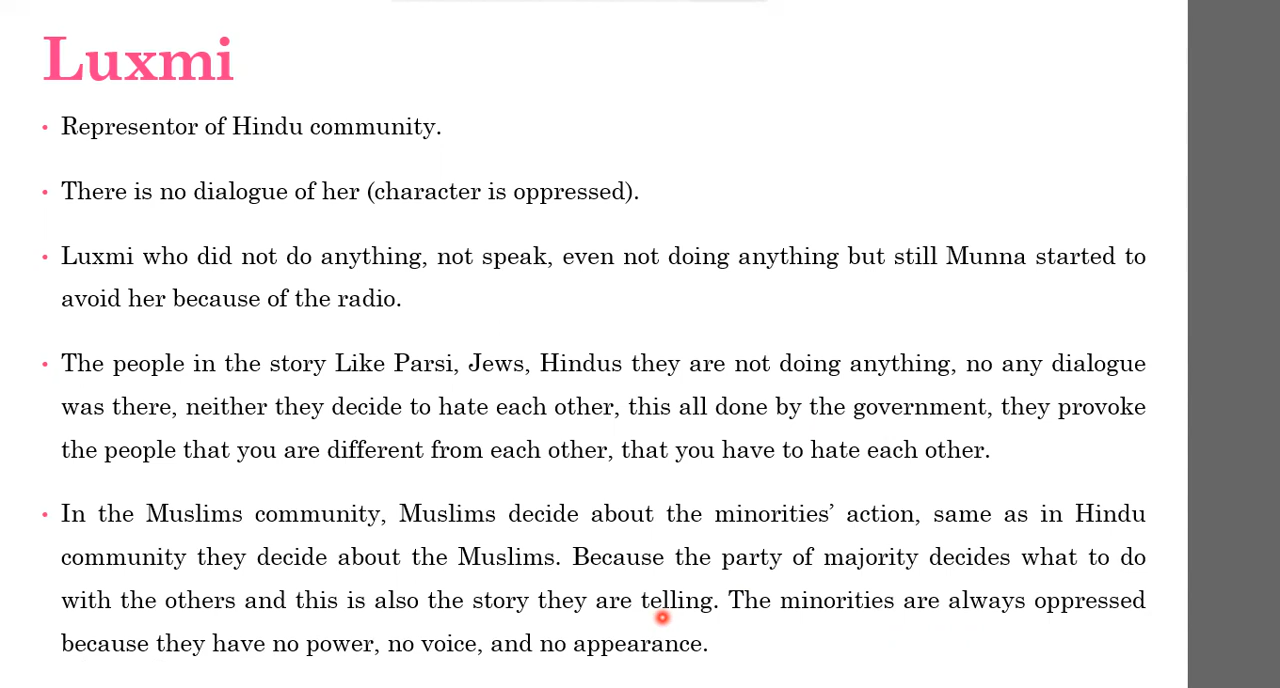 Luxmi
• Representor of Hindu community.
• There is no dialogue of her (character is oppressed).
• Luxmi who did not do anything, not speak, even not doing anything but still Munna started to
avoid her because of the radio.
• The people in the story Like Parsi, Jews, Hindus they are not doing anything, no any dialogue
was there, neither they decide to hate each other, this all done by the government, they provoke
the people that you are different from each other, that you have to hate each other.
• In the Muslims community, Muslims decide about the minorities’ action, same as in Hindu
community they decide about the Muslims. Because the party of majority decides what to do
with the others and this is also the story they are telling. The minorities are always oppressed
because they have no power, no voice, and no appearance.